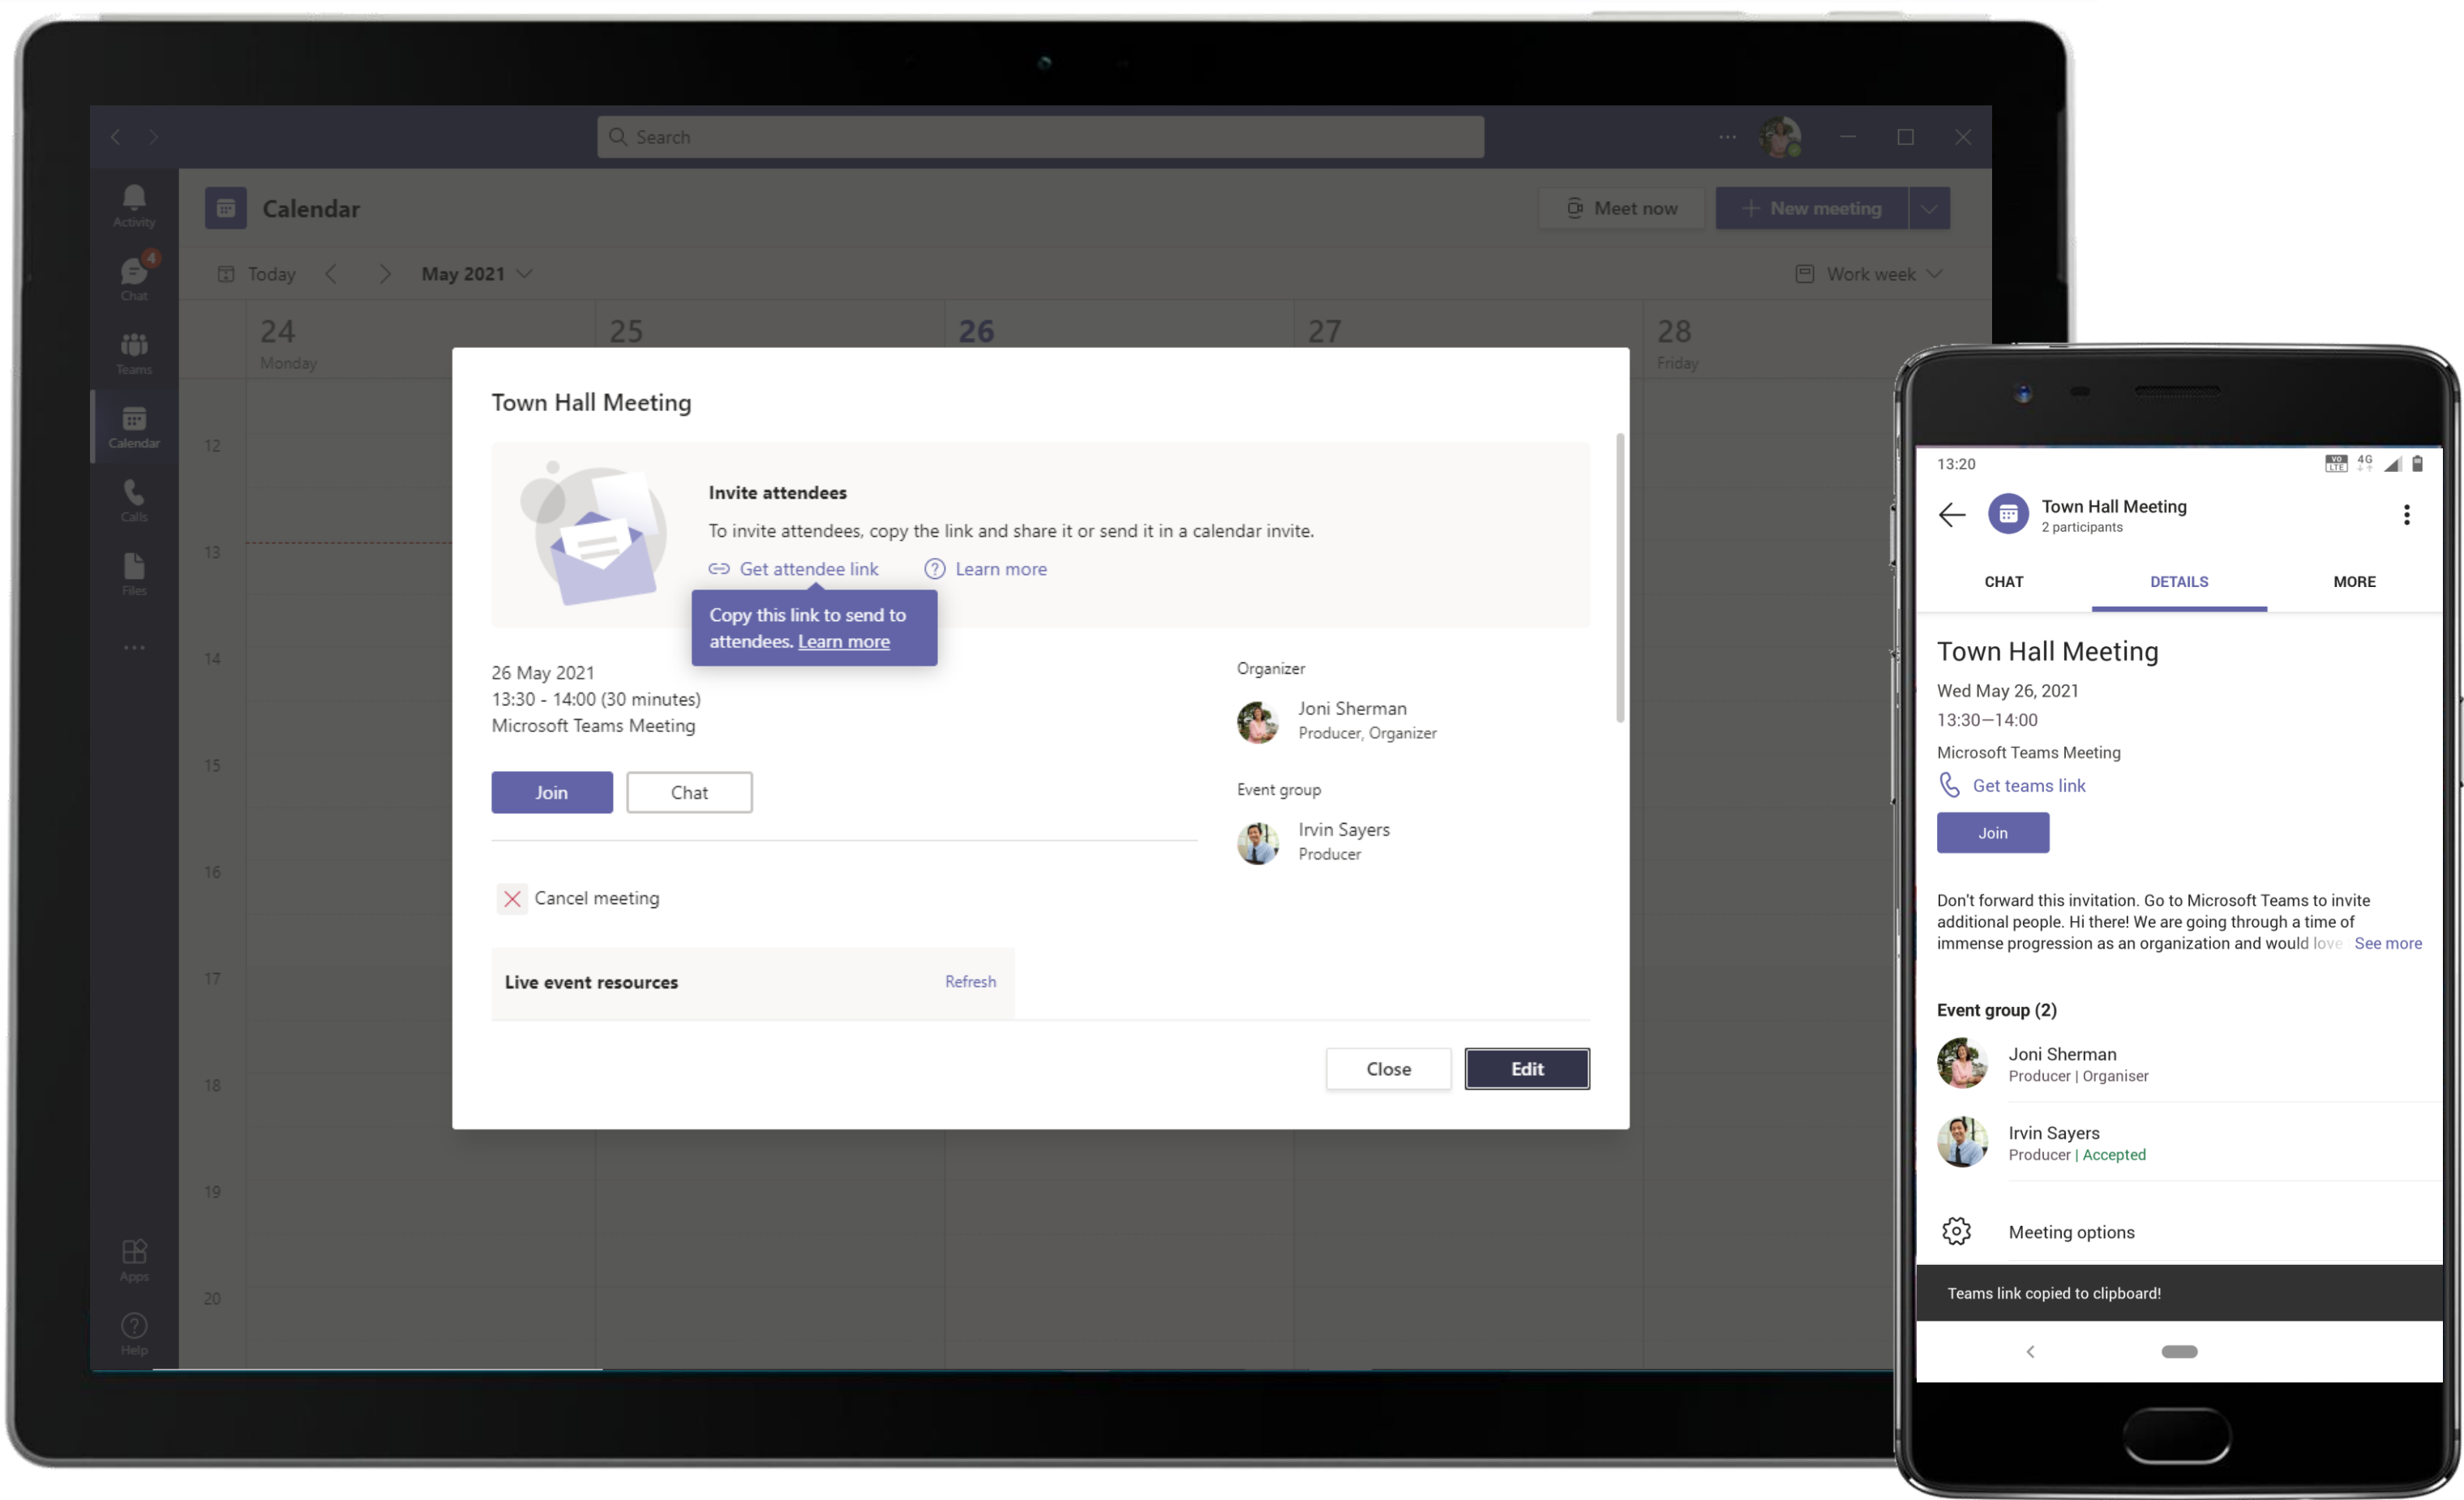 Search
Activity
4
Chat
Teams
Calendar
Calls
Files
Apps
Help
Calendar
Meet now
New meeting
Today
May 2021
Work week
24
Monday
25
26
27
28
Friday
12
13
14
15
16
17
18
19
20
Town Hall Meeting
Invite attendees
To invite attendees, copy the link and share it or send it in a calendar invite.
Get attendee link
Learn more
Copy this link to send to
attendees. Learn more
26 May 2021
13:30 - 14:00 (30 minutes)
Microsoft Teams Meeting
Join
Chat
Cancel meeting
Live event resources
Refresh
Organizer
Joni Sherman
Producer, Organizer
Event group
Irvin Sayers
Producer
Close
Edit
13:20
VO LTE
4G
Town Hall Meeting
2 participants
CHAT
DETAILS
MORE
Town Hall Meeting
Wed May 26, 2021
13:30—14:00
Microsoft Teams Meeting
Get teams link
Join
Don't forward this invitation. Go to Microsoft Teams to invite
additional people. Hi there! We are going through a time of
immense progression as an organization and would love See more
Event group (2)
Joni Sherman
Producer | Organiser
Irvin Sayers
Producer | Accepted
Meeting options
Teams link copied to clipboard!